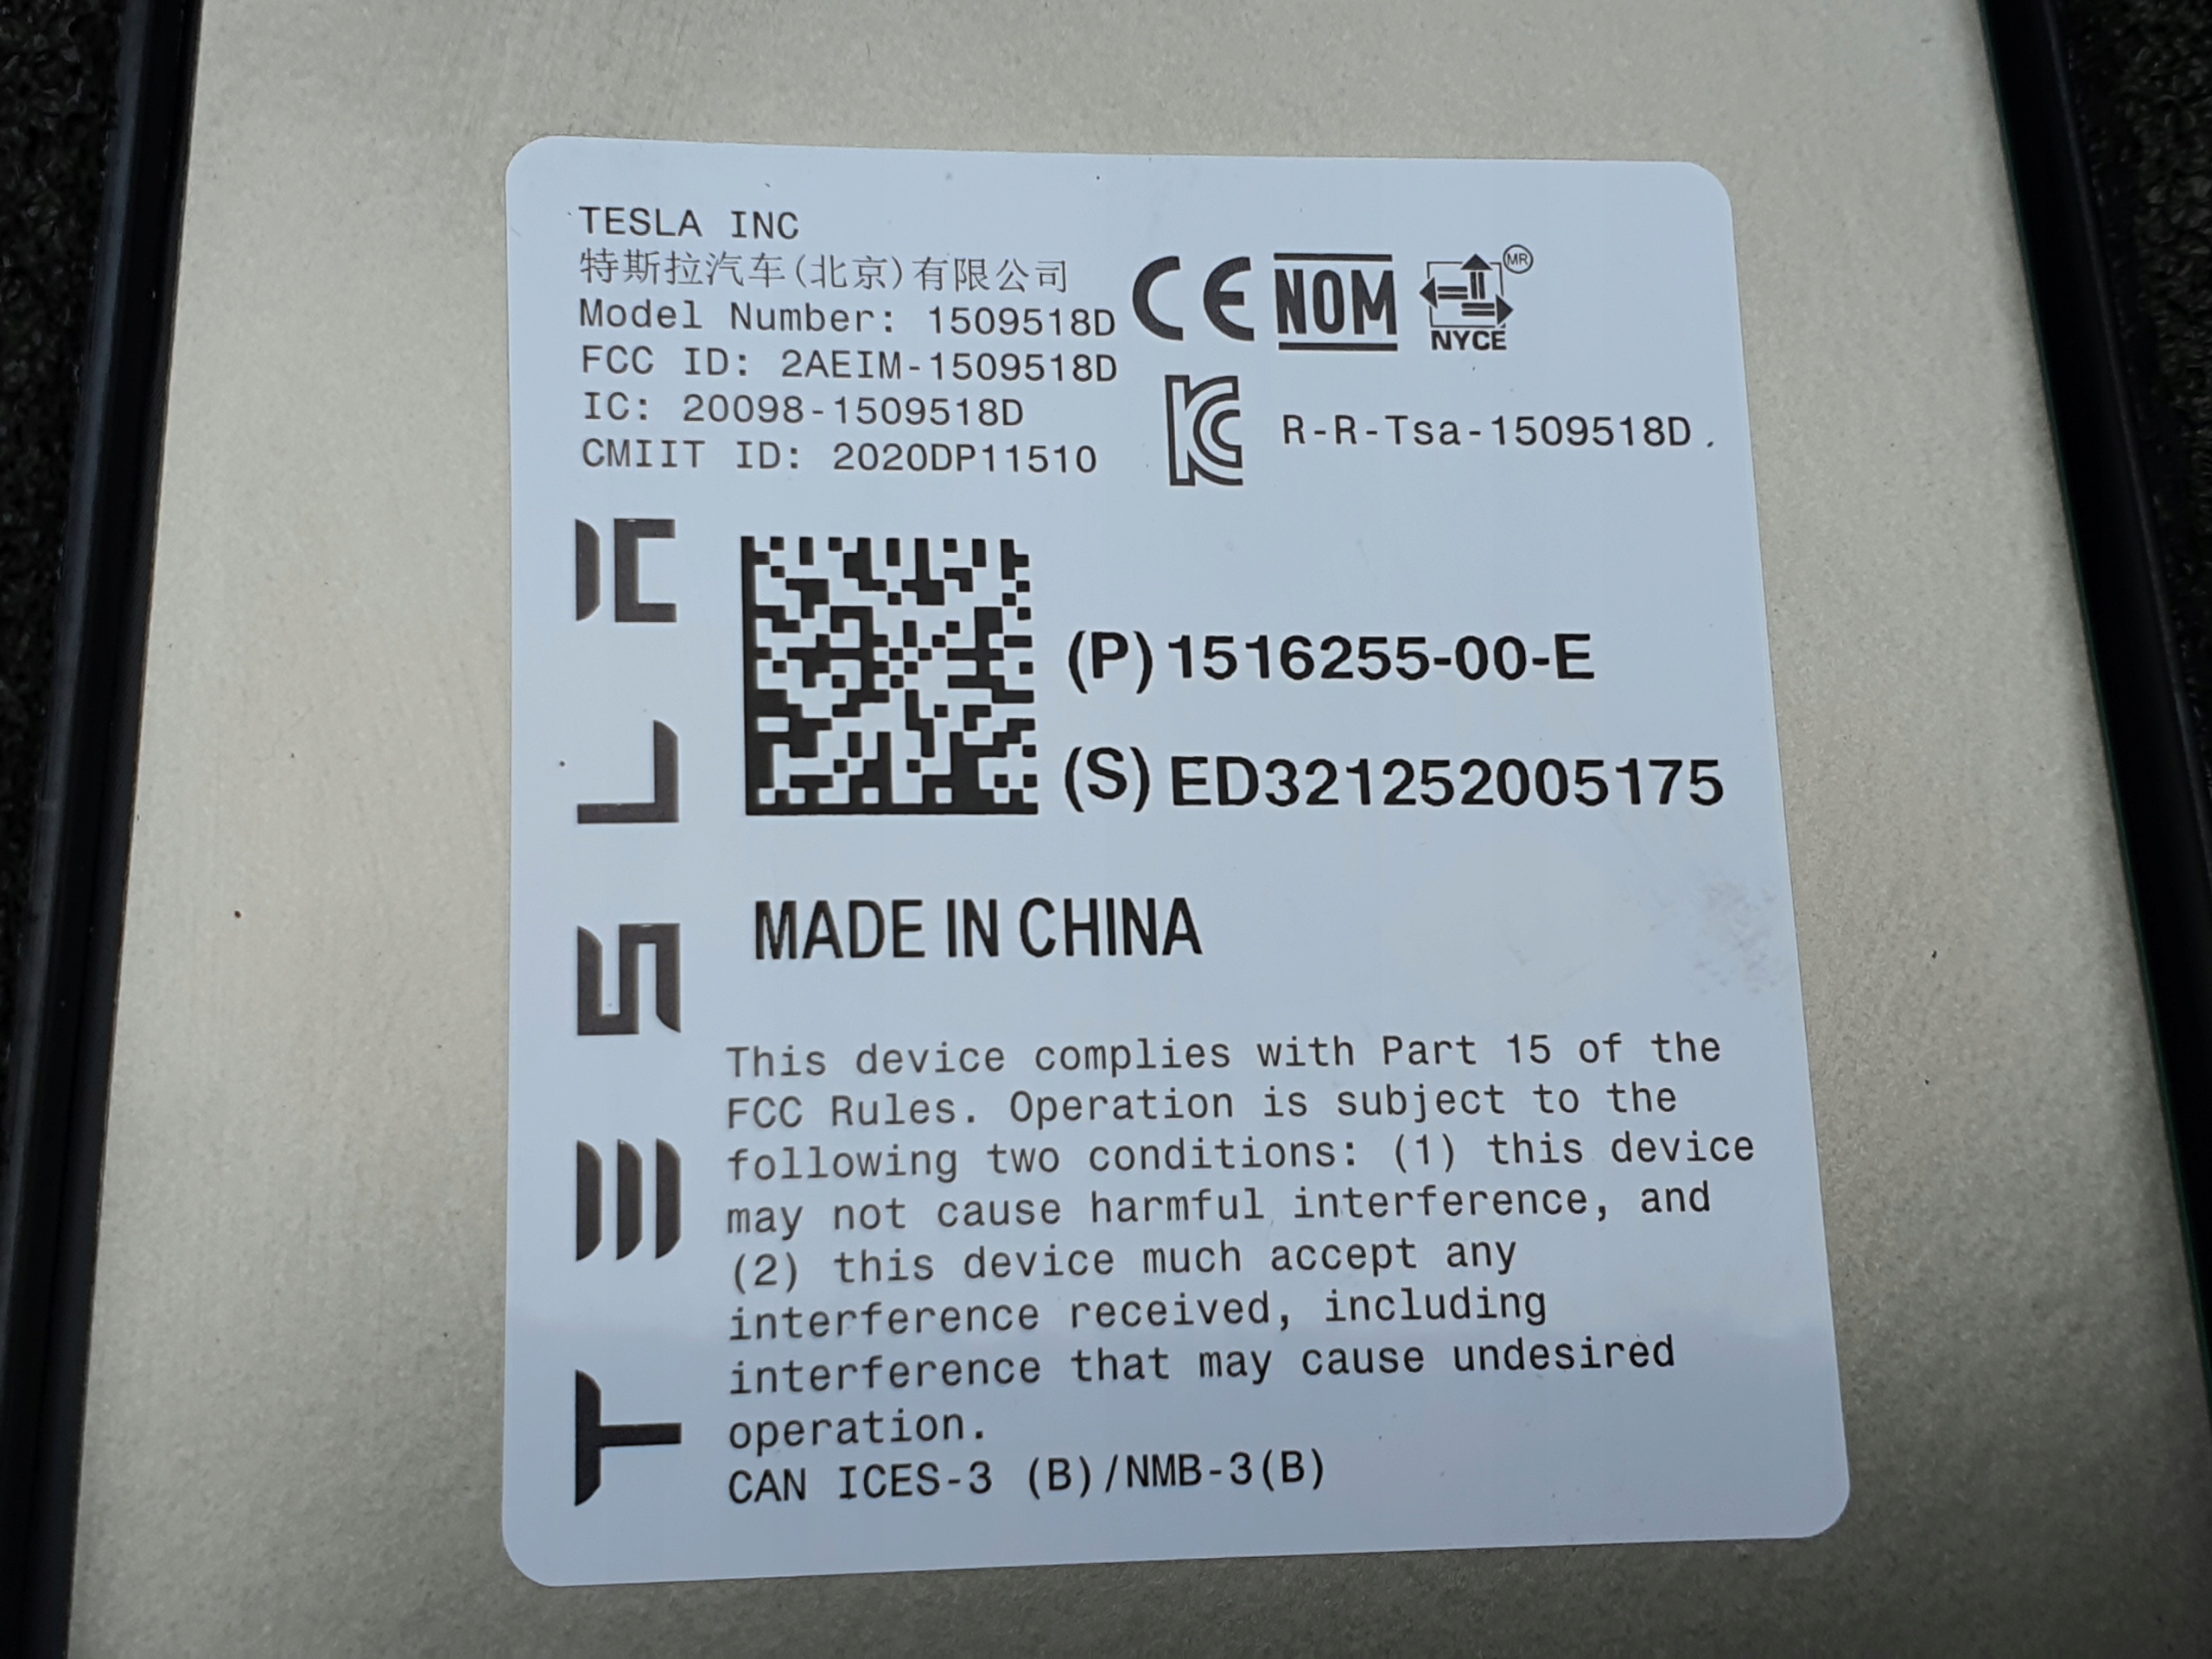 TESLA INC
特斯拉汽车(北京)有限公司
Model Number: 1509518D
FCC ID: 2AEIM-1509518D
IC: 20098-1509518D
CMIIT ID: 2020DP11510
CE NOM NYCE MR
KC R-R-Tsa-1509518D.
TESLA
(P) 1516255-00-E
(S) ED321252005175
MADE IN CHINA
This device complies with Part 15 of the
FCC Rules. Operation is subject to the
following two conditions: (1) this device
may not cause harmful interference, and
(2) this device much accept any
interference received, including
interference that may cause undesired
operation.
CAN ICES-3 (B)/NMB-3(B)